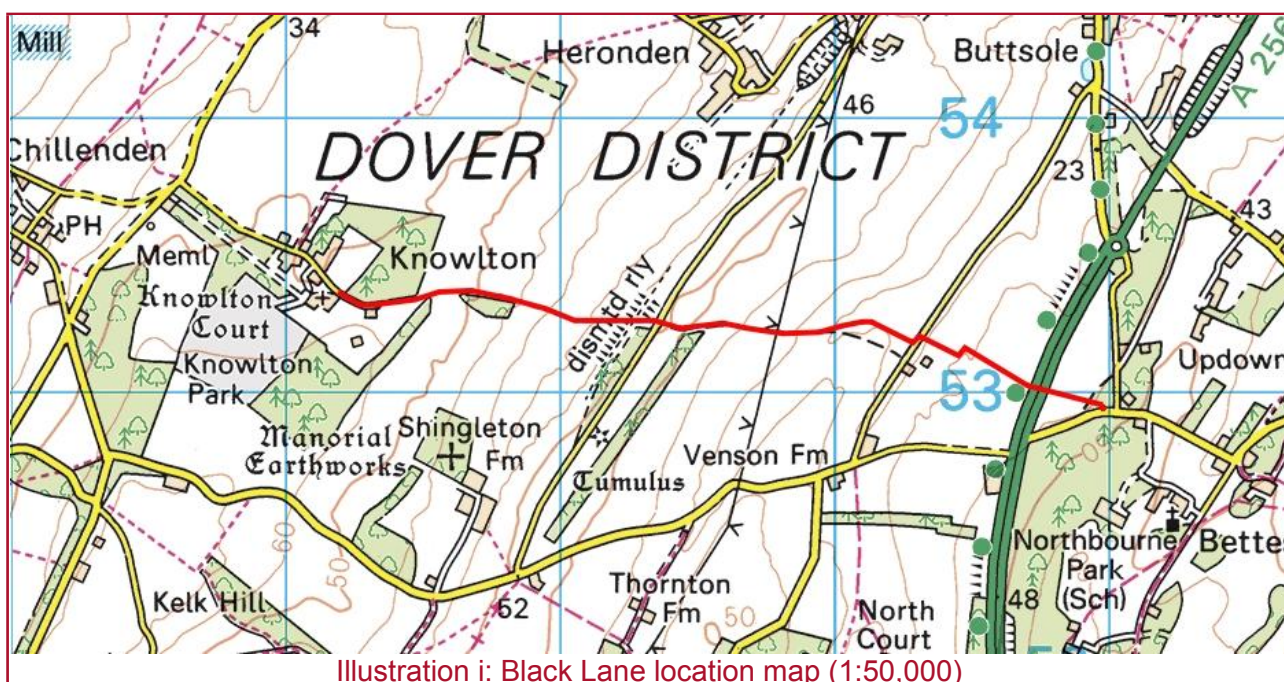 Mill
34
Heronden
46
54
Buttsole
A 256
Chillenden
DOVER DISTRICT
23
43
PH
Meml
Knowlton
Knowlton
Court
Knowlton
Park
dismtd rly
53
Updown
Manorial
Earthworks
Shingleton
Fm
Tumulus
Venson Fm
60
50
Northbourne
Park
(Sch)
Bettes
Kelk Hill
52
Thornton
Fm
50
North
Court
48
Illustration i: Black Lane location map (1:50,000)